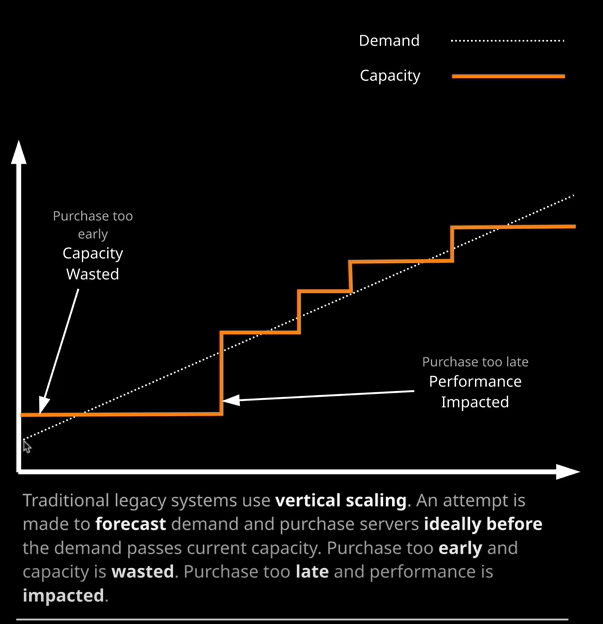 Demand
Capacity
Purchase too
early
Capacity
Wasted
Purchase too late
Performance
Impacted
Traditional legacy systems use vertical scaling. An attempt is
made to forecast demand and purchase servers ideally before
the demand passes current capacity. Purchase too early and
capacity is wasted. Purchase too late and performance is
impacted.